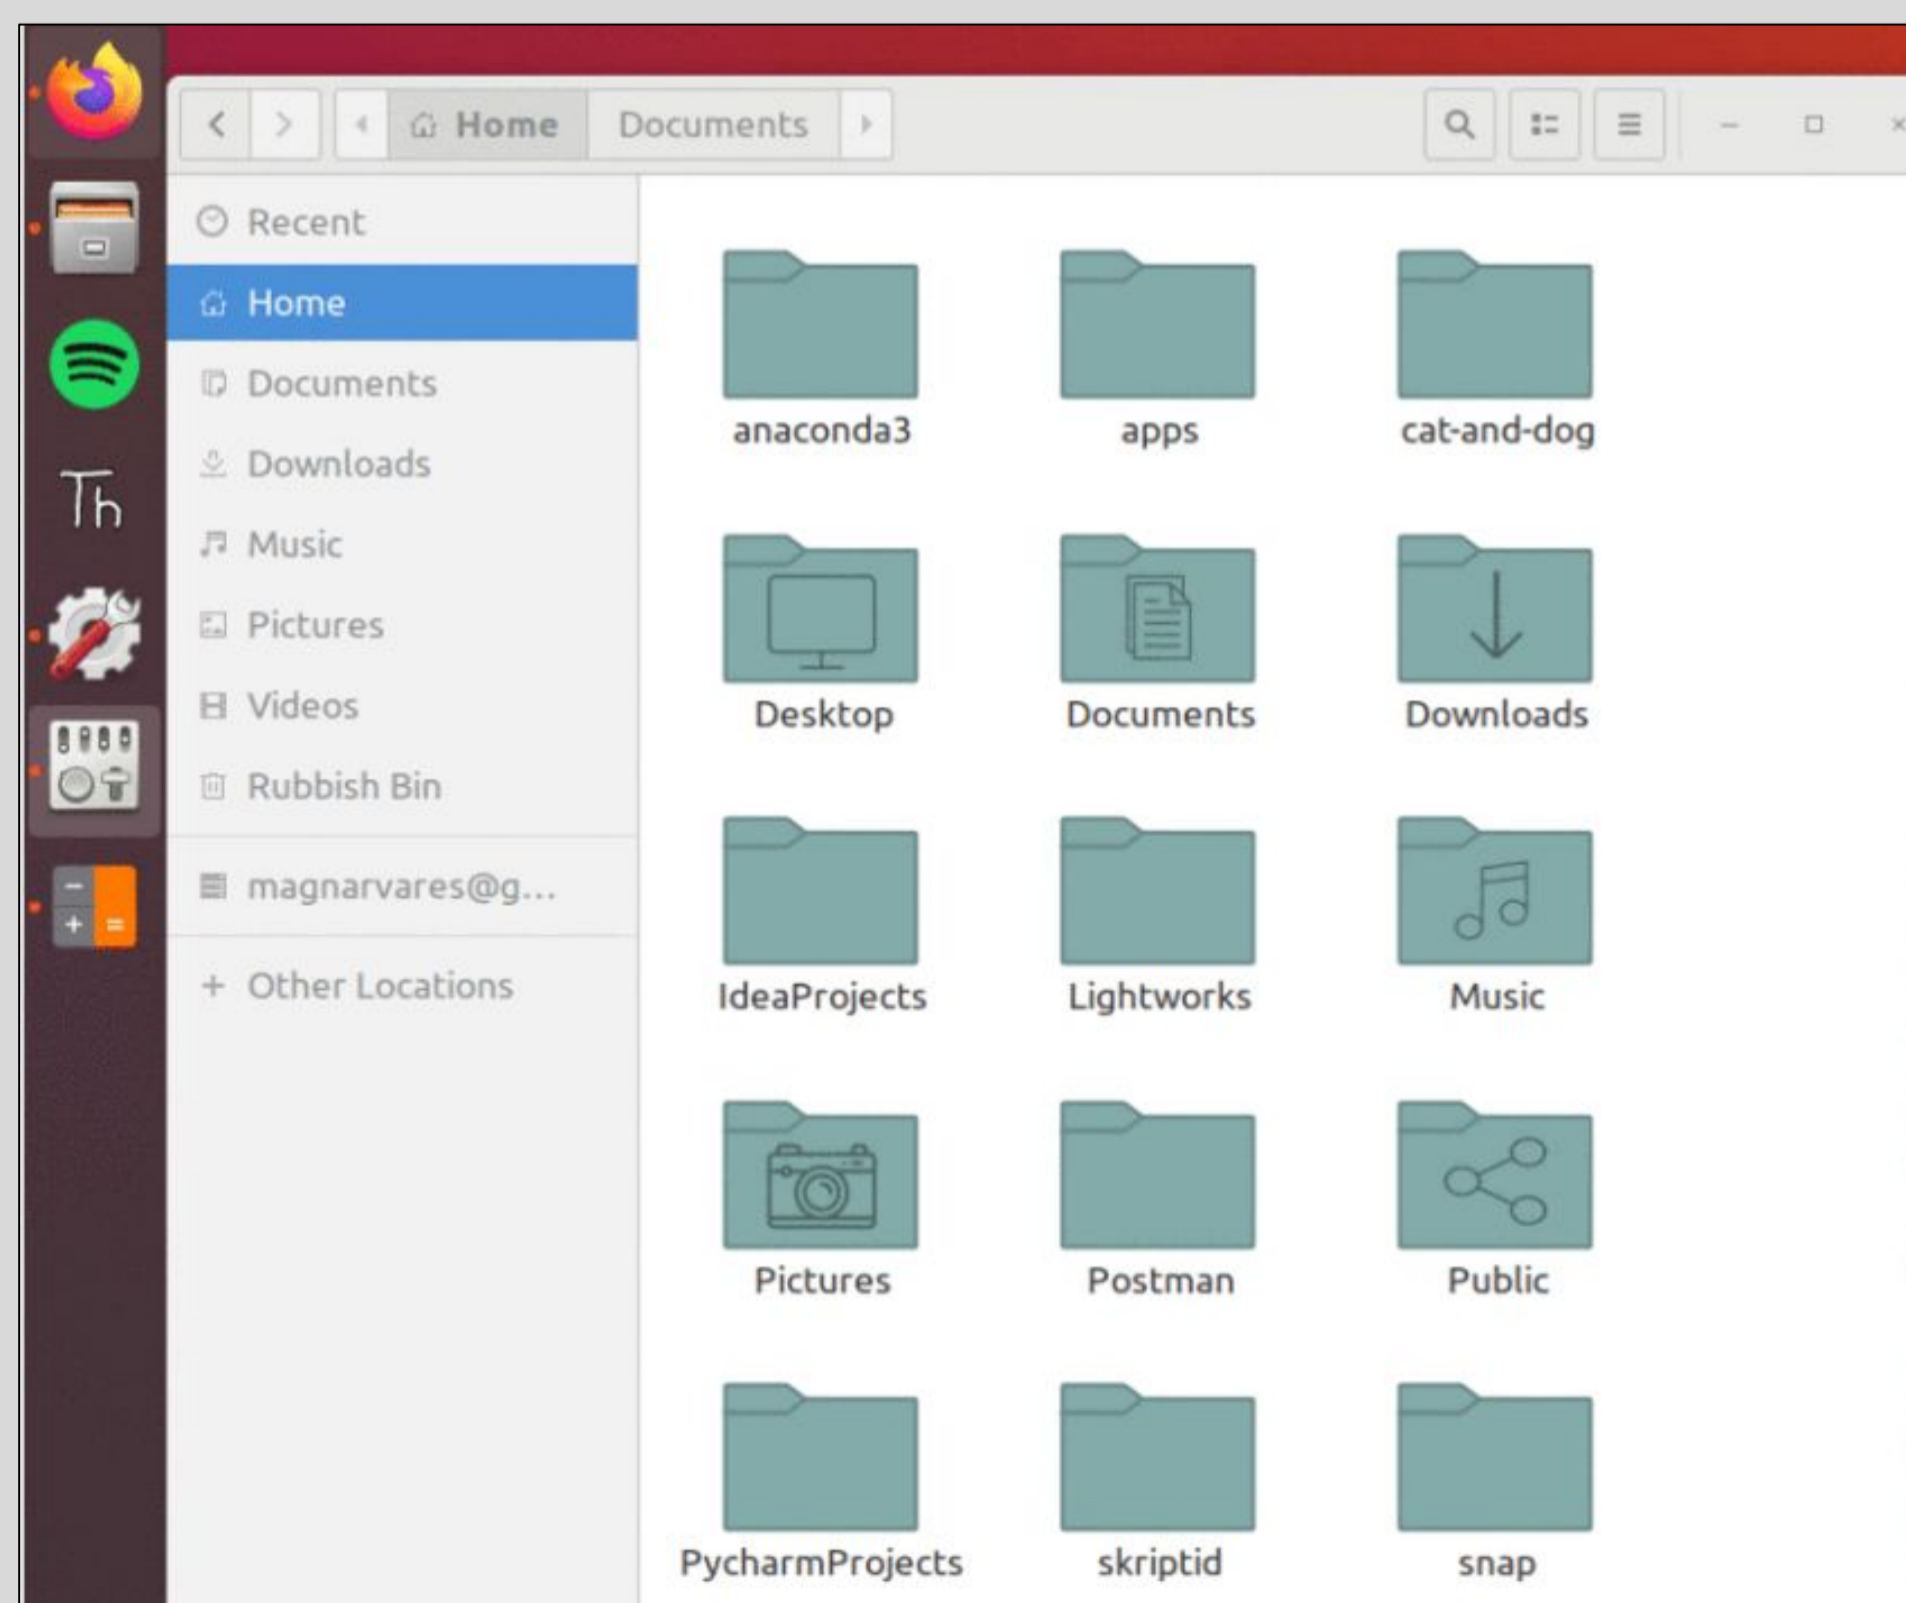 Home Documents
Recent
Home
Documents
Downloads
Th
Music
Pictures
Videos
Rubbish Bin
magnarvares@g...
+ Other Locations
anaconda3 apps cat-and-dog
Desktop Documents Downloads
IdeaProjects Lightworks Music
Pictures Postman Public
PycharmProjects skriptid snap